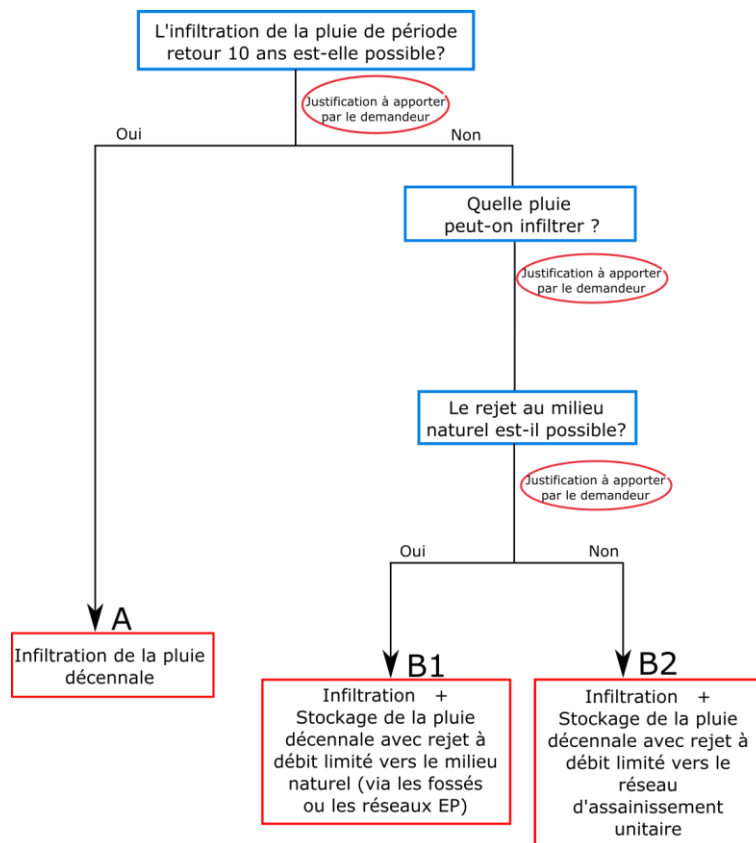 L'infiltration de la pluie de période
retour 10 ans est-elle possible?
Justification à apporter
par le demandeur
Oui
Non
Quelle pluie
peut-on infiltrer ?
Justification à apporter
par le demandeur
Le rejet au milieu
naturel est-il possible?
Justification à apporter
par le demandeur
Oui
Non
A
Infiltration de la pluie
décennale
B1
Infiltration +
Stockage de la pluie
décennale avec rejet à
débit limité vers le milieu
naturel (via les fossés
ou les réseaux EP)
B2
Infiltration +
Stockage de la pluie
décennale avec rejet à
débit limité vers le
réseau
d'assainissement
unitaire